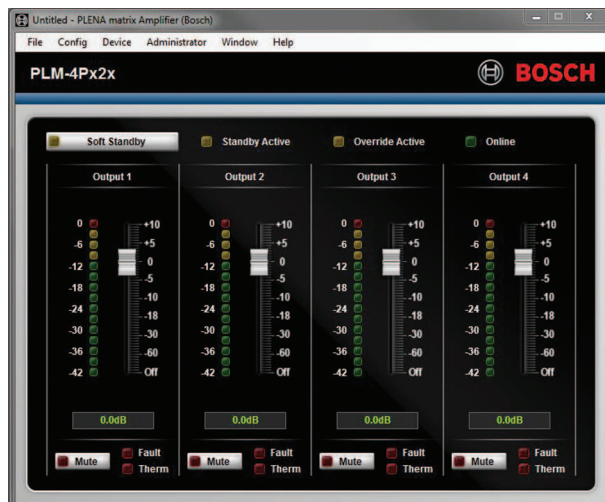 Untitled - PLENA matrix Amplifier (Bosch)
File Config Device Administrator Window Help
PLM-4Px2x
BOSCH
Soft Standby Standby Active Override Active Online
Output 1 Output 2 Output 3 Output 4
0 +10 0 +10 0 +10 0 +10
-6 +5 -6 +5 -6 +5 -6 +5
-12 0 -12 0 -12 0 -12 0
-5 -5 -5 -5
-18 -10 -18 -10 -18 -10 -18 -10
-24 -18 -24 -18 -24 -18 -24 -18
-30 -30 -30 -30 -30 -30 -30 -30
-36 -60 -36 -60 -36 -60 -36 -60
-42 Off -42 Off -42 Off -42 Off
0.0dB 0.0dB 0.0dB 0.0dB
Mute Fault Mute Fault Mute Fault Mute Fault
Therm Therm Therm Therm